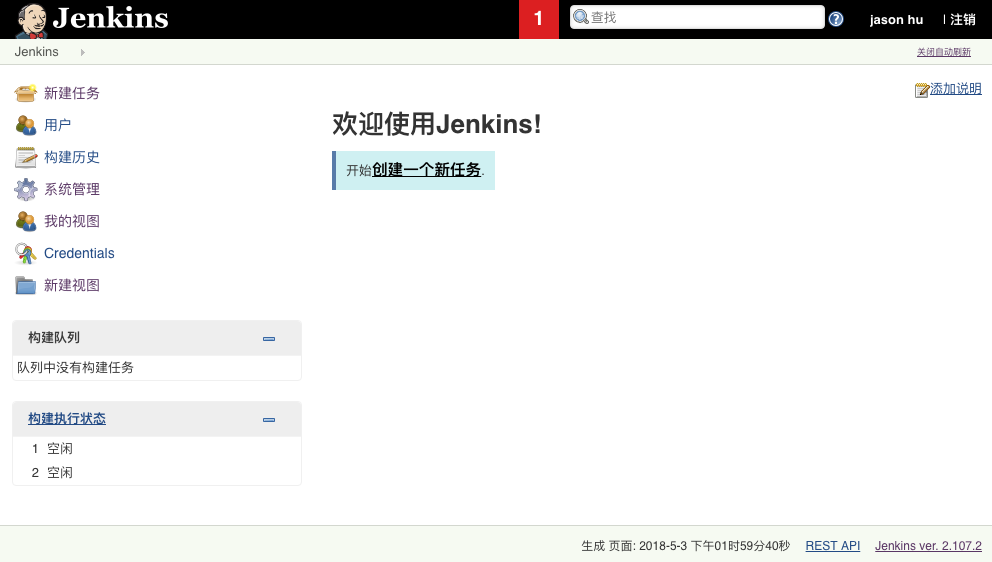 Jenkins
1
查找
jason hu
| 注销
Jenkins
关闭自动刷新
新建任务
用户
构建历史
系统管理
我的视图
Credentials
新建视图
添加说明
欢迎使用Jenkins!
开始创建一个新任务.
构建队列
队列中没有构建任务
构建执行状态
1 空闲
2 空闲
生成 页面: 2018-5-3 下午01时59分40秒 REST API Jenkins ver. 2.107.2